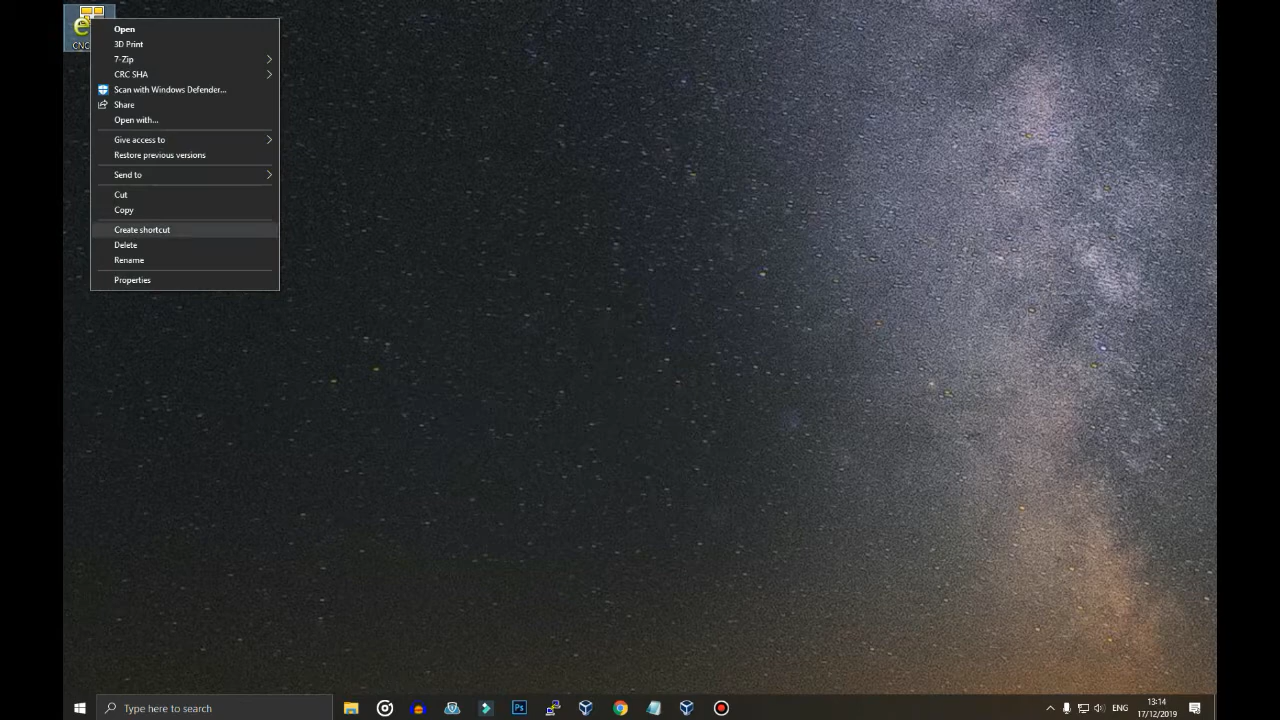 CNC
Open
3D Print
7-Zip
CRC SHA
Scan with Windows Defender...
Share
Open with...
Give access to
Restore previous versions
Send to
Cut
Copy
Create shortcut
Delete
Rename
Properties
Type here to search
Ps
ENG
13:14
17/12/2019